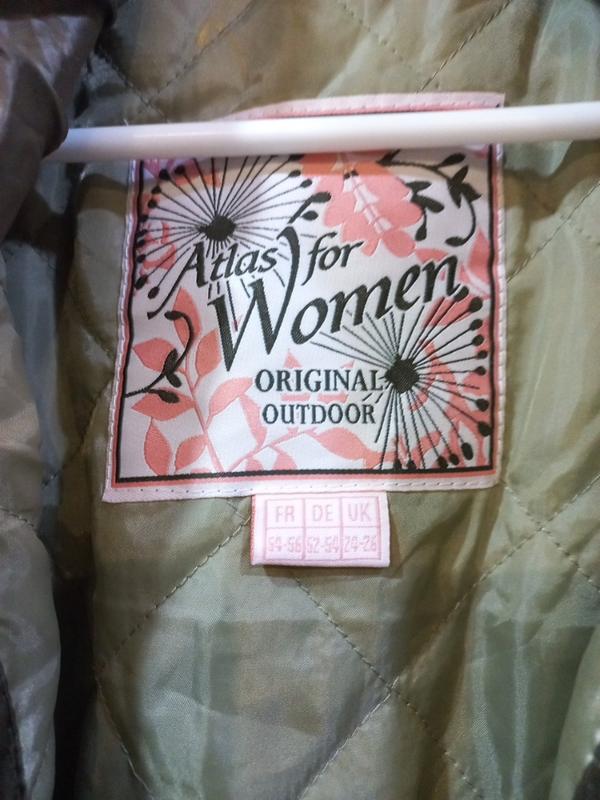 Atlas for
Women
ORIGINAL
OUTDOOR
FR DE UK
54-56 52-54 24-26